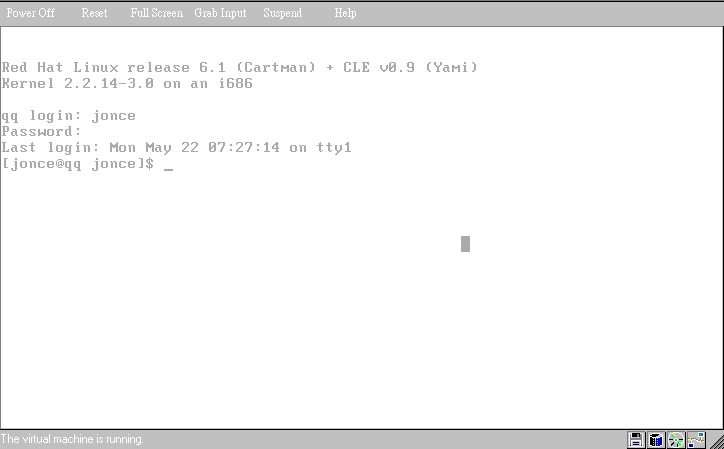 Power Off Reset Full Screen Grab Input Suspend Help
Red Hat Linux release 6.1 (Cartman) + CLE v0.9 (Yami)
Kernel 2.2.14-3.0 on an i686
qq login: jonce
Password:
Last login: Mon May 22 07:27:14 on tty1
[jonce@qq jonce]$ _
The virtual machine is running.